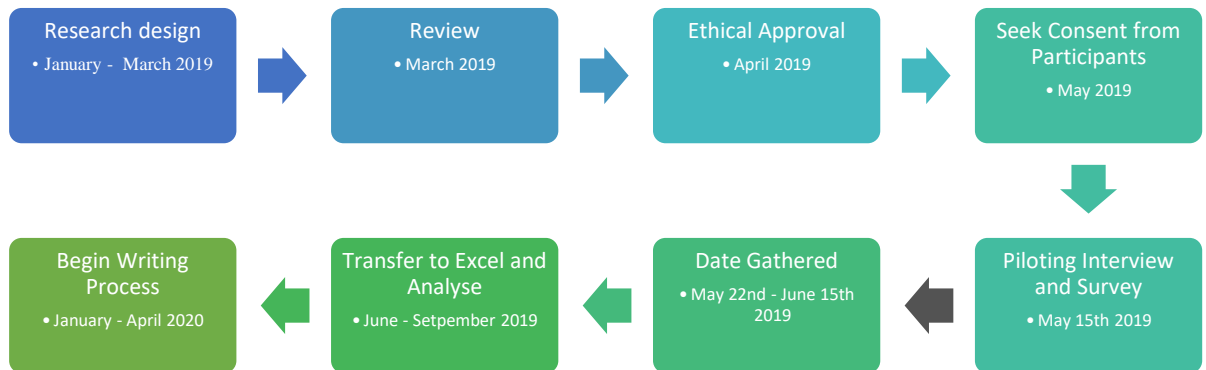 Research design
• January - March 2019
Review
• March 2019
Ethical Approval
• April 2019
Seek Consent from
Participants
• May 2019
Piloting Interview
and Survey
• May 15th 2019
Date Gathered
• May 22nd - June 15th
2019
Transfer to Excel and
Analyse
• June - Setpember 2019
Begin Writing
Process
• January - April 2020